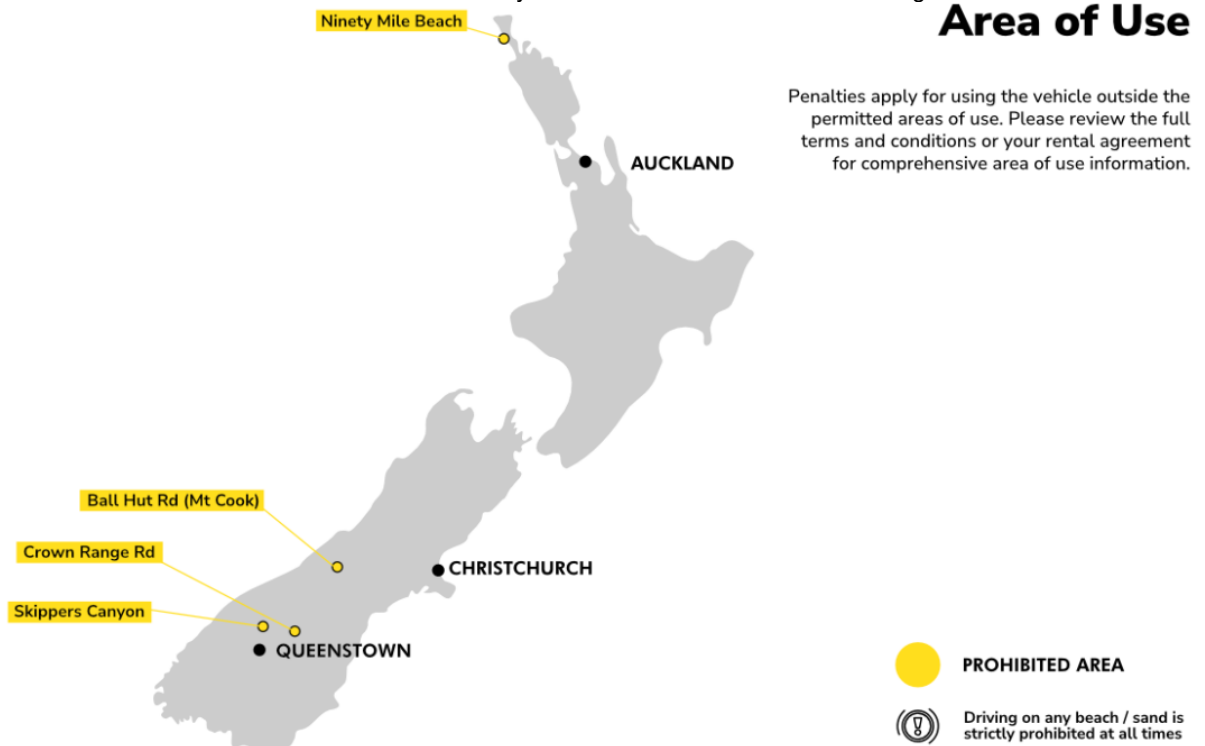 Ninety Mile Beach
Area of Use
Penalties apply for using the vehicle outside the
permitted areas of use. Please review the full
terms and conditions or your rental agreement
for comprehensive area of use information.
AUCKLAND
Ball Hut Rd (Mt Cook)
Crown Range Rd
CHRISTCHURCH
Skippers Canyon
QUEENSTOWN
PROHIBITED AREA
Driving on any beach / sand is
strictly prohibited at all times